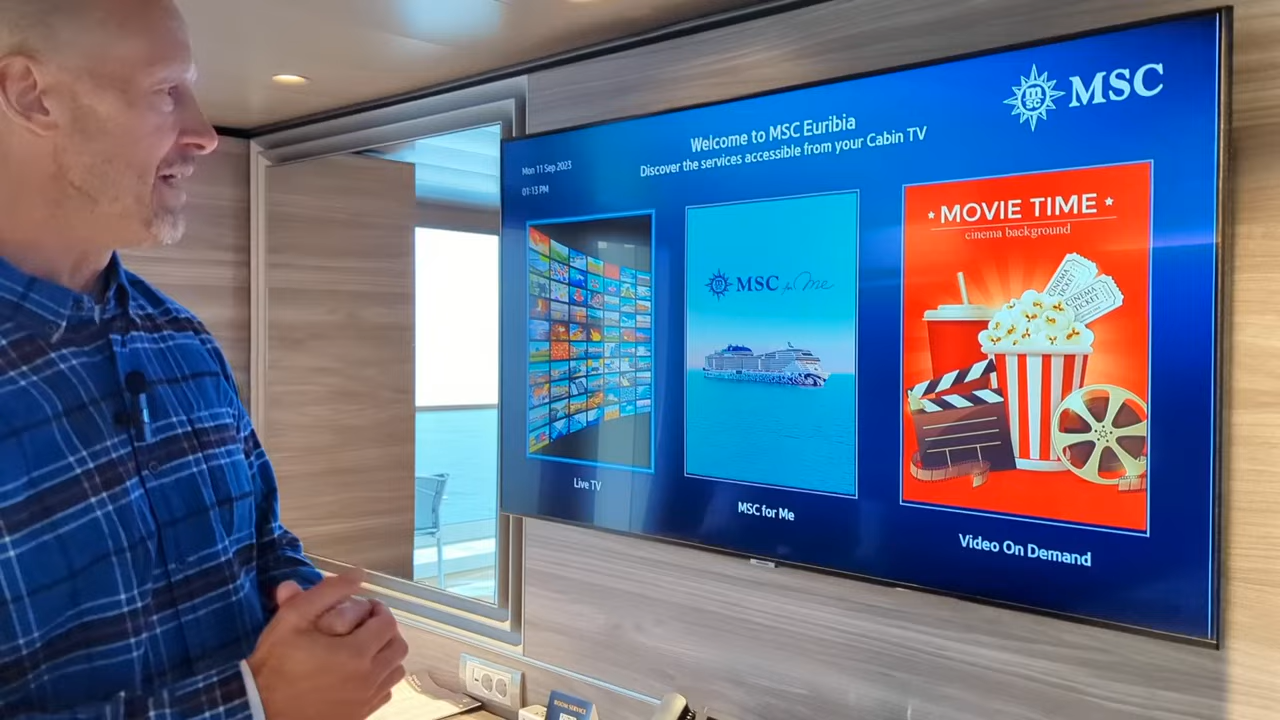 MSC
Welcome to MSC Euribia
Discover the services accessible from your Cabin TV
Mon 11 Sep 2023
01:13 PM
MOVIE TIME
cinema background
CINEMA
TICKET
CINEMA
TICKET
msc
MSC for Me
Live TV
MSC for Me
Video On Demand
ROOM SERVICE